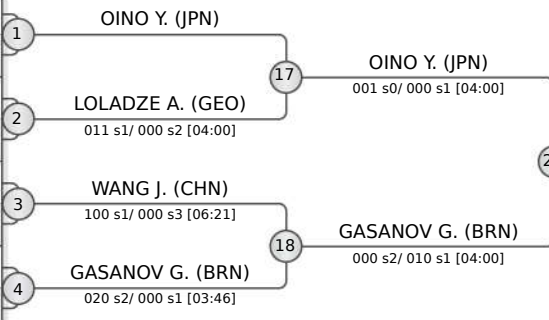 OINO Y. (JPN)
1
17
OINO Y. (JPN)
001 s0/ 000 s1 [04:00]
LOLADZE A. (GEO)
2
011 s1/ 000 s2 [04:00]
WANG J. (CHN)
3
100 s1/ 000 s3 [06:21]
18
GASANOV G. (BRN)
000 s2/ 010 s1 [04:00]
GASANOV G. (BRN)
4
020 s2/ 000 s1 [03:46]